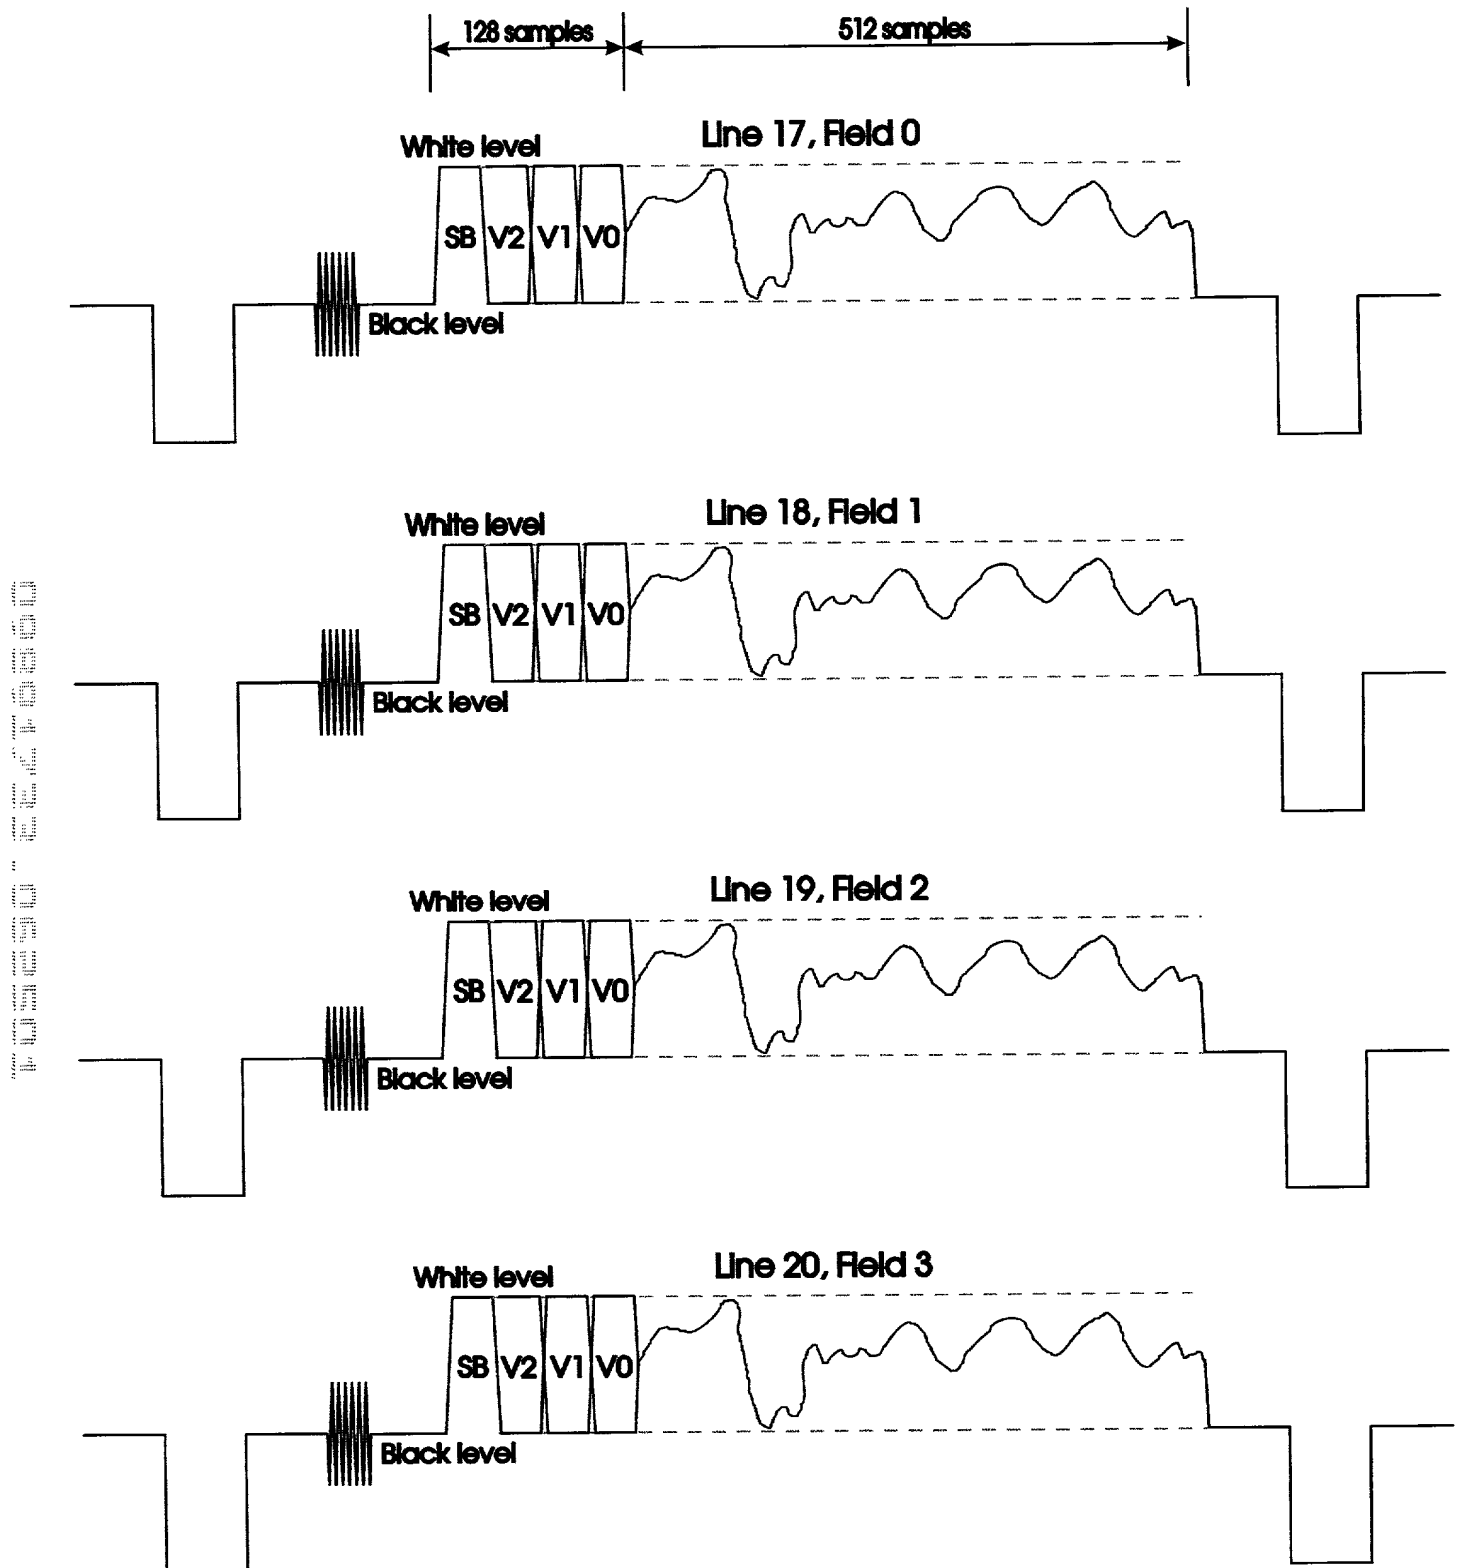 128 samples
512 samples
Line 17, Field 0
White level
SB V2 V1 V0
Black level
Line 18, Field 1
White level
SB V2 V1 V0
Black level
Line 19, Field 2
White level
SB V2 V1 V0
Black level
Line 20, Field 3
White level
SB V2 V1 V0
Black level